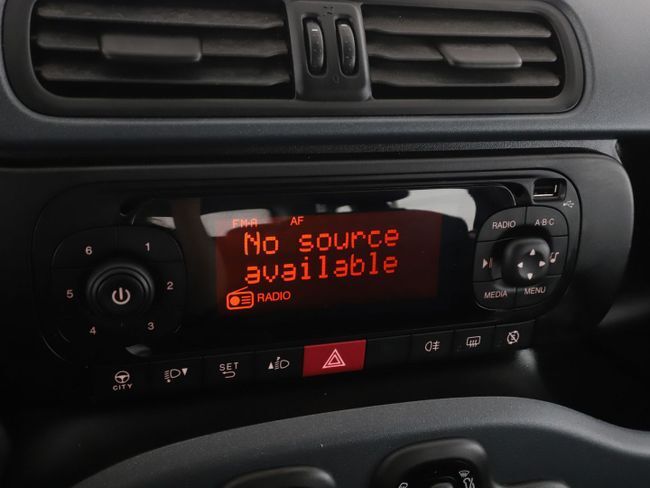 FM-A AF
No source
available
RADIO
6 1
5 2
4 3
RADIO A·B·C
MEDIA MENU
CITY
SET